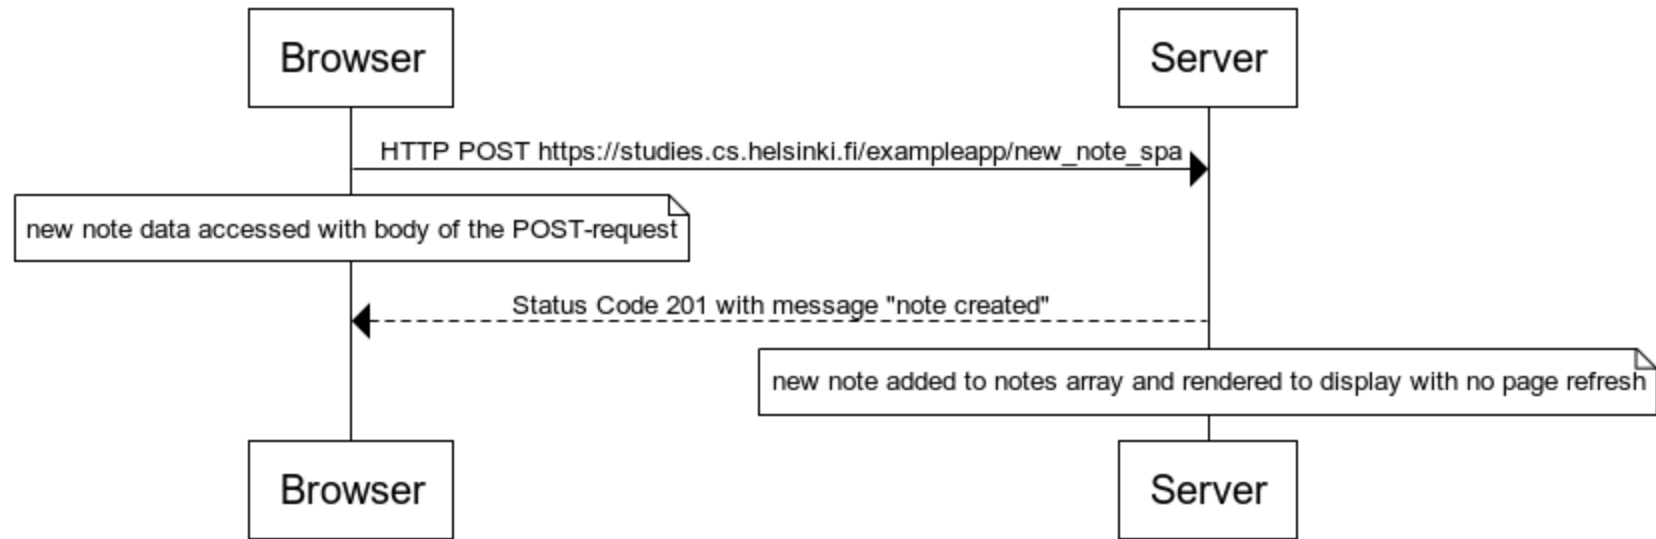 Browser
Server
HTTP POST https://studies.cs.helsinki.fi/exampleapp/new_note_spa
new note data accessed with body of the POST-request
Status Code 201 with message "note created"
new note added to notes array and rendered to display with no page refresh
Browser
Server